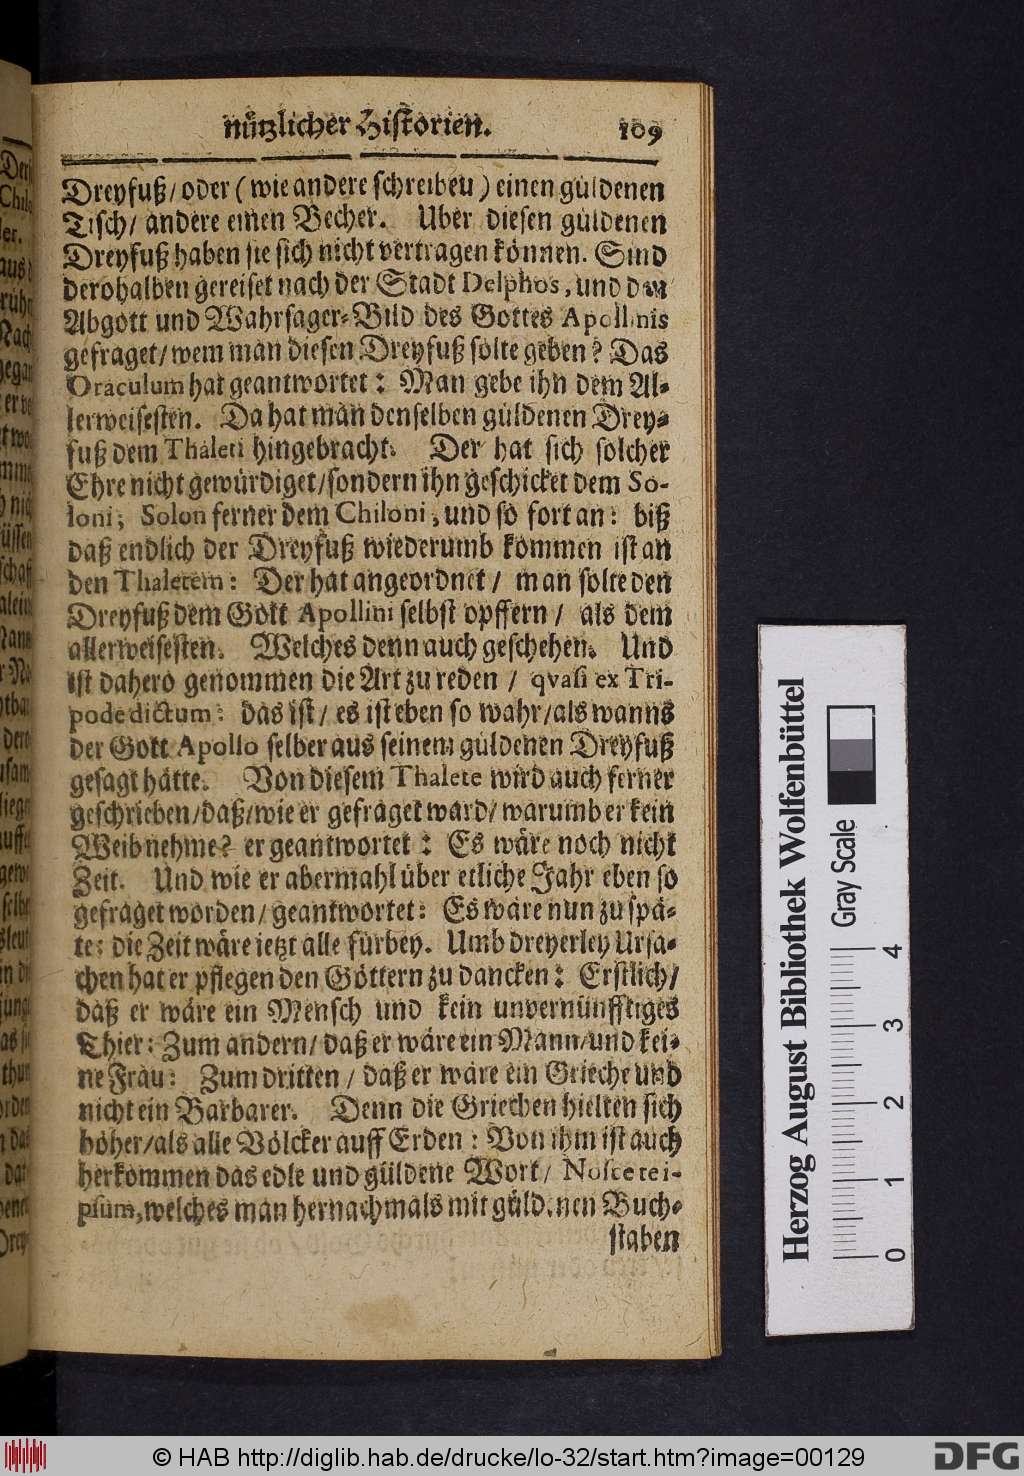 nützlicher Historien. 109
Dreyfuß/ oder (wie andere schreiben) einen güldenen
Tisch/ andere einen Becher. Uber diesen güldenen
Dreyfuß haben sie sich nicht vertragen können. Sind
derohalben gereiset nach der Stadt Delphos, und den
Abgott und Wahrsager-Bild des Gottes Apollinis
gefraget/ wem man diesen Dreyfuß solte geben? Das
Oraculum hat geantwortet: Man gebe ihn dem Al-
lerweisesten. Da hat man denselben güldenen Drey-
fuß dem Thaleti hingebracht. Der hat sich solcher
Ehre nicht gewürdiget/ sondern ihn geschicket dem So-
loni, Solon ferner dem Chiloni, und so fort an: biß
daß endlich der Dreyfuß wiederumb kommen ist an
den Thaletem: Der hat angeordnet/ man solte den
Dreyfuß dem Gott Apollini selbst opffern/ als dem
allerweisesten. Welches denn auch geschehen. Und
ist dahero genommen die Art zu reden/ qvasi ex Tri-
pode dictum: das ist/ es ist eben so wahr/ als wanns
der Gott Apollo selber aus seinem güldenen Dreyfuß
gesagt hätte. Von diesem Thalete wird auch ferner
geschrieben/ daß/ wie er gefraget ward/ warumb er kein
Weib nehme? er geantwortet: Es wäre noch nicht
Zeit. Und wie er abermahl über etliche Jahr eben so
gefraget worden/ geantwortet: Es wäre nun zu spä-
te: die Zeit wäre ietzt alle fürbey. Umb dreyerley Ursa-
chen hat er pflegen den Göttern zu dancken: Erstlich/
daß er wäre ein Mensch und kein unvernünfftiges
Thier: Zum andern/ daß er wäre ein Mann/ und kei-
ne Frau: Zum dritten/ daß er wäre ein Grieche und
nicht ein Barbarer. Denn die Griechen hielten sich
höher/ als alle Völcker auff Erden: Von ihm ist auch
herkommen das edle und güldene Wort/ Nosce te i-
psum, welches man hernachmals mit güldenen Buch-
staben
Herzog August Bibliothek Wolfenbüttel
Gray Scale
0 1 2 3 4
© HAB http://diglib.hab.de/drucke/lo-32/start.htm?image=00129
DFG